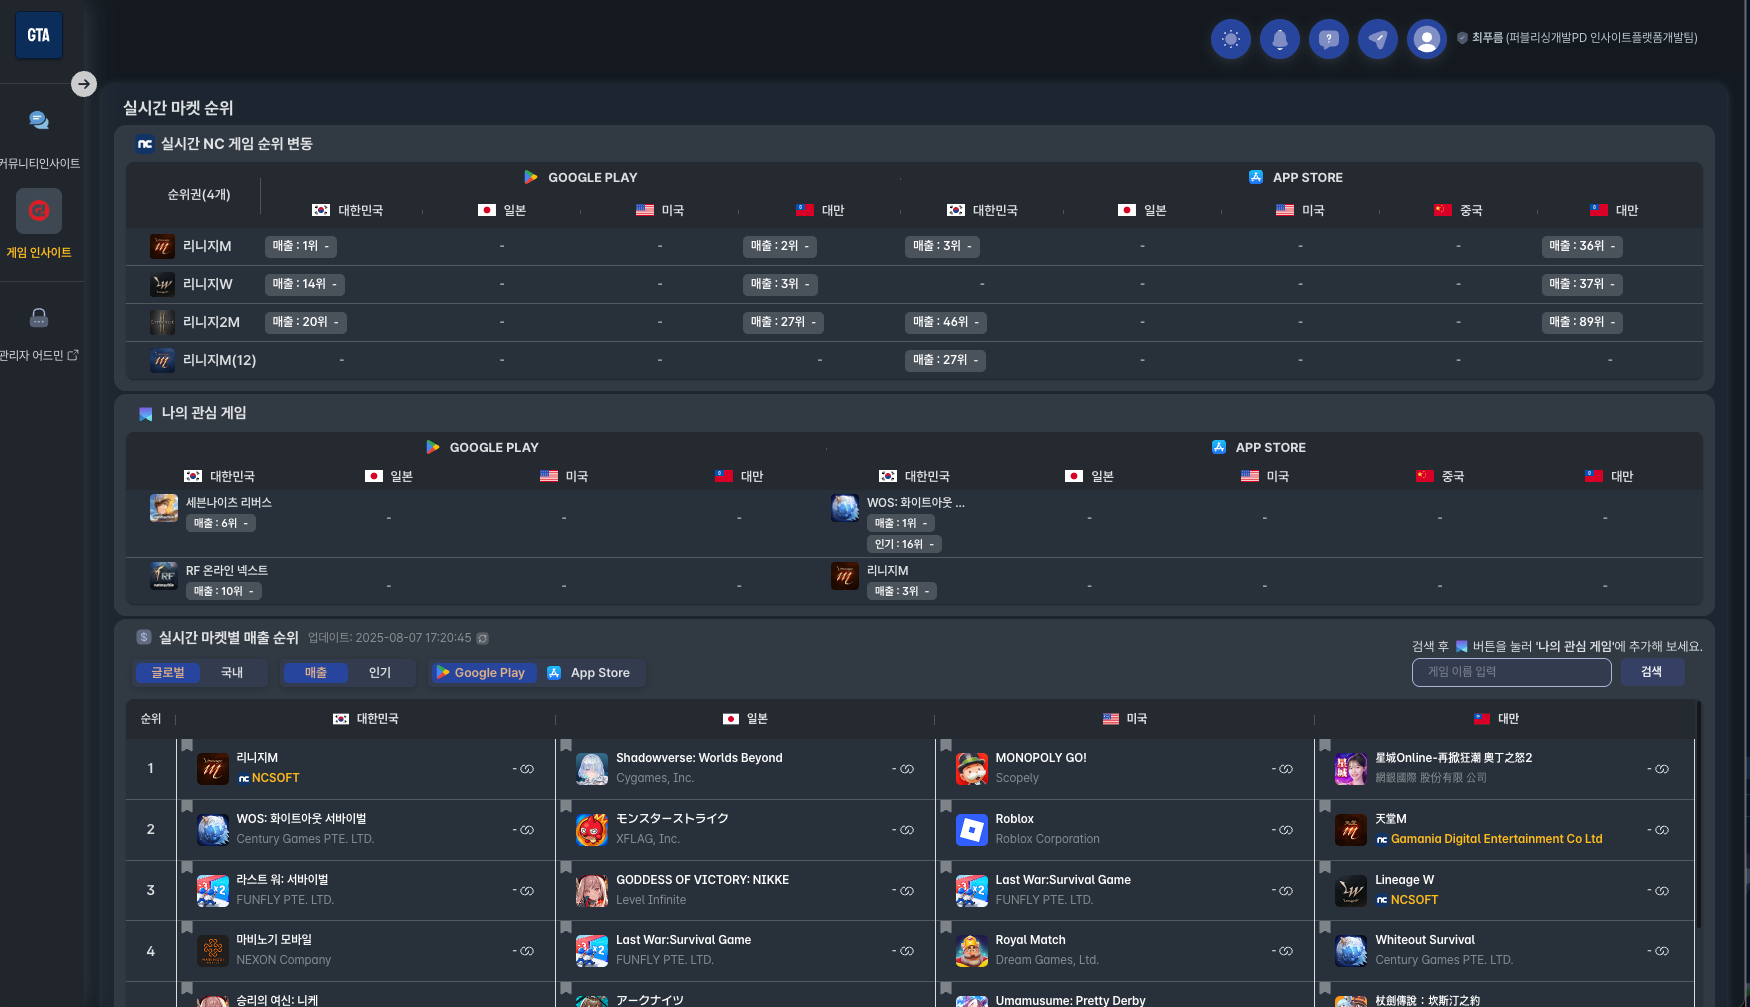 GTA
최푸름 (퍼블리싱개발PD 인사이트플랫폼개발팀)
커뮤니티인사이트
게임 인사이트
관리자 어드민
실시간 마켓 순위
nc 실시간 NC 게임 순위 변동
순위권(4개)
GOOGLE PLAY APP STORE
대한민국 일본 미국 대만 대한민국 일본 미국 중국 대만
리니지M 매출 : 1위 - - - 매출 : 2위 - 매출 : 3위 - - - - 매출 : 36위 -
리니지W 매출 : 14위 - - - 매출 : 3위 - - - - - 매출 : 37위 -
리니지2M 매출 : 20위 - - - 매출 : 27위 - 매출 : 46위 - - - - 매출 : 89위 -
리니지M(12) - - - - 매출 : 27위 - - - - -
나의 관심 게임
GOOGLE PLAY APP STORE
대한민국 일본 미국 대만 대한민국 일본 미국 중국 대만
세븐나이츠 리버스 WOS: 화이트아웃 ...
매출 : 6위 - - - - 매출 : 1위 - - - - -
인기 : 16위 -
RF 온라인 넥스트 리니지M
매출 : 10위 - - - - 매출 : 3위 - - - - -
실시간 마켓별 매출 순위 업데이트: 2025-08-07 17:20:45
검색 후 버튼을 눌러 '나의 관심 게임'에 추가해 보세요.
글로벌 국내 매출 인기 Google Play App Store 게임 이름 입력 검색
순위 대한민국 일본 미국 대만
1
리니지M
nc NCSOFT
-
Shadowverse: Worlds Beyond
Cygames, Inc.
-
MONOPOLY GO!
Scopely
-
星城Online-再掀狂潮 奧丁之怒2
網銀國際 股份有限 公司
-
2
WOS: 화이트아웃 서바이벌
Century Games PTE. LTD.
-
モンスターストライク
XFLAG, Inc.
-
Roblox
Roblox Corporation
-
天堂M
nc Gamania Digital Entertainment Co Ltd
-
3
라스트 워: 서바이벌
FUNFLY PTE. LTD.
-
GODDESS OF VICTORY: NIKKE
Level Infinite
-
Last War:Survival Game
FUNFLY PTE. LTD.
-
Lineage W
nc NCSOFT
-
4
마비노기 모바일
NEXON Company
-
Last War:Survival Game
FUNFLY PTE. LTD.
-
Royal Match
Dream Games, Ltd.
-
Whiteout Survival
Century Games PTE. LTD.
-
승리의 여신: 니케
アークナイツ
Umamusume: Pretty Derby
杖劍傳說：坎斯汀之約